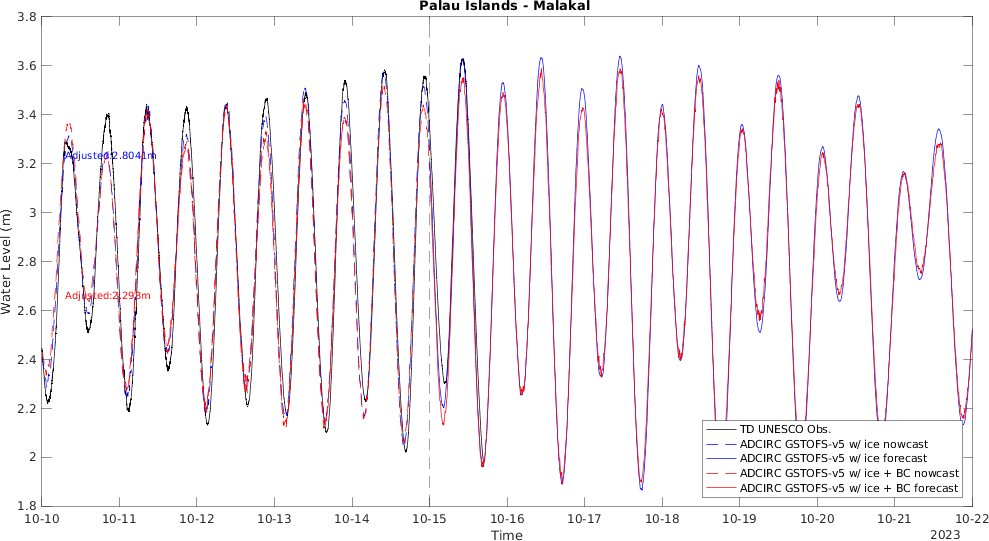 Palau Islands - Malakal
3.8
3.6
3.4
3.2
3
2.8
2.6
2.4
2.2
2
1.8
Water Level (m)
Adjusted:2.8041m
Adjusted:2.293m
TD UNESCO Obs.
ADCIRC GSTOFS-v5 w/ ice nowcast
ADCIRC GSTOFS-v5 w/ ice forecast
ADCIRC GSTOFS-v5 w/ ice + BC nowcast
ADCIRC GSTOFS-v5 w/ ice + BC forecast
10-10 10-11 10-12 10-13 10-14 10-15 10-16 10-17 10-18 10-19 10-20 10-21 10-22
Time
2023